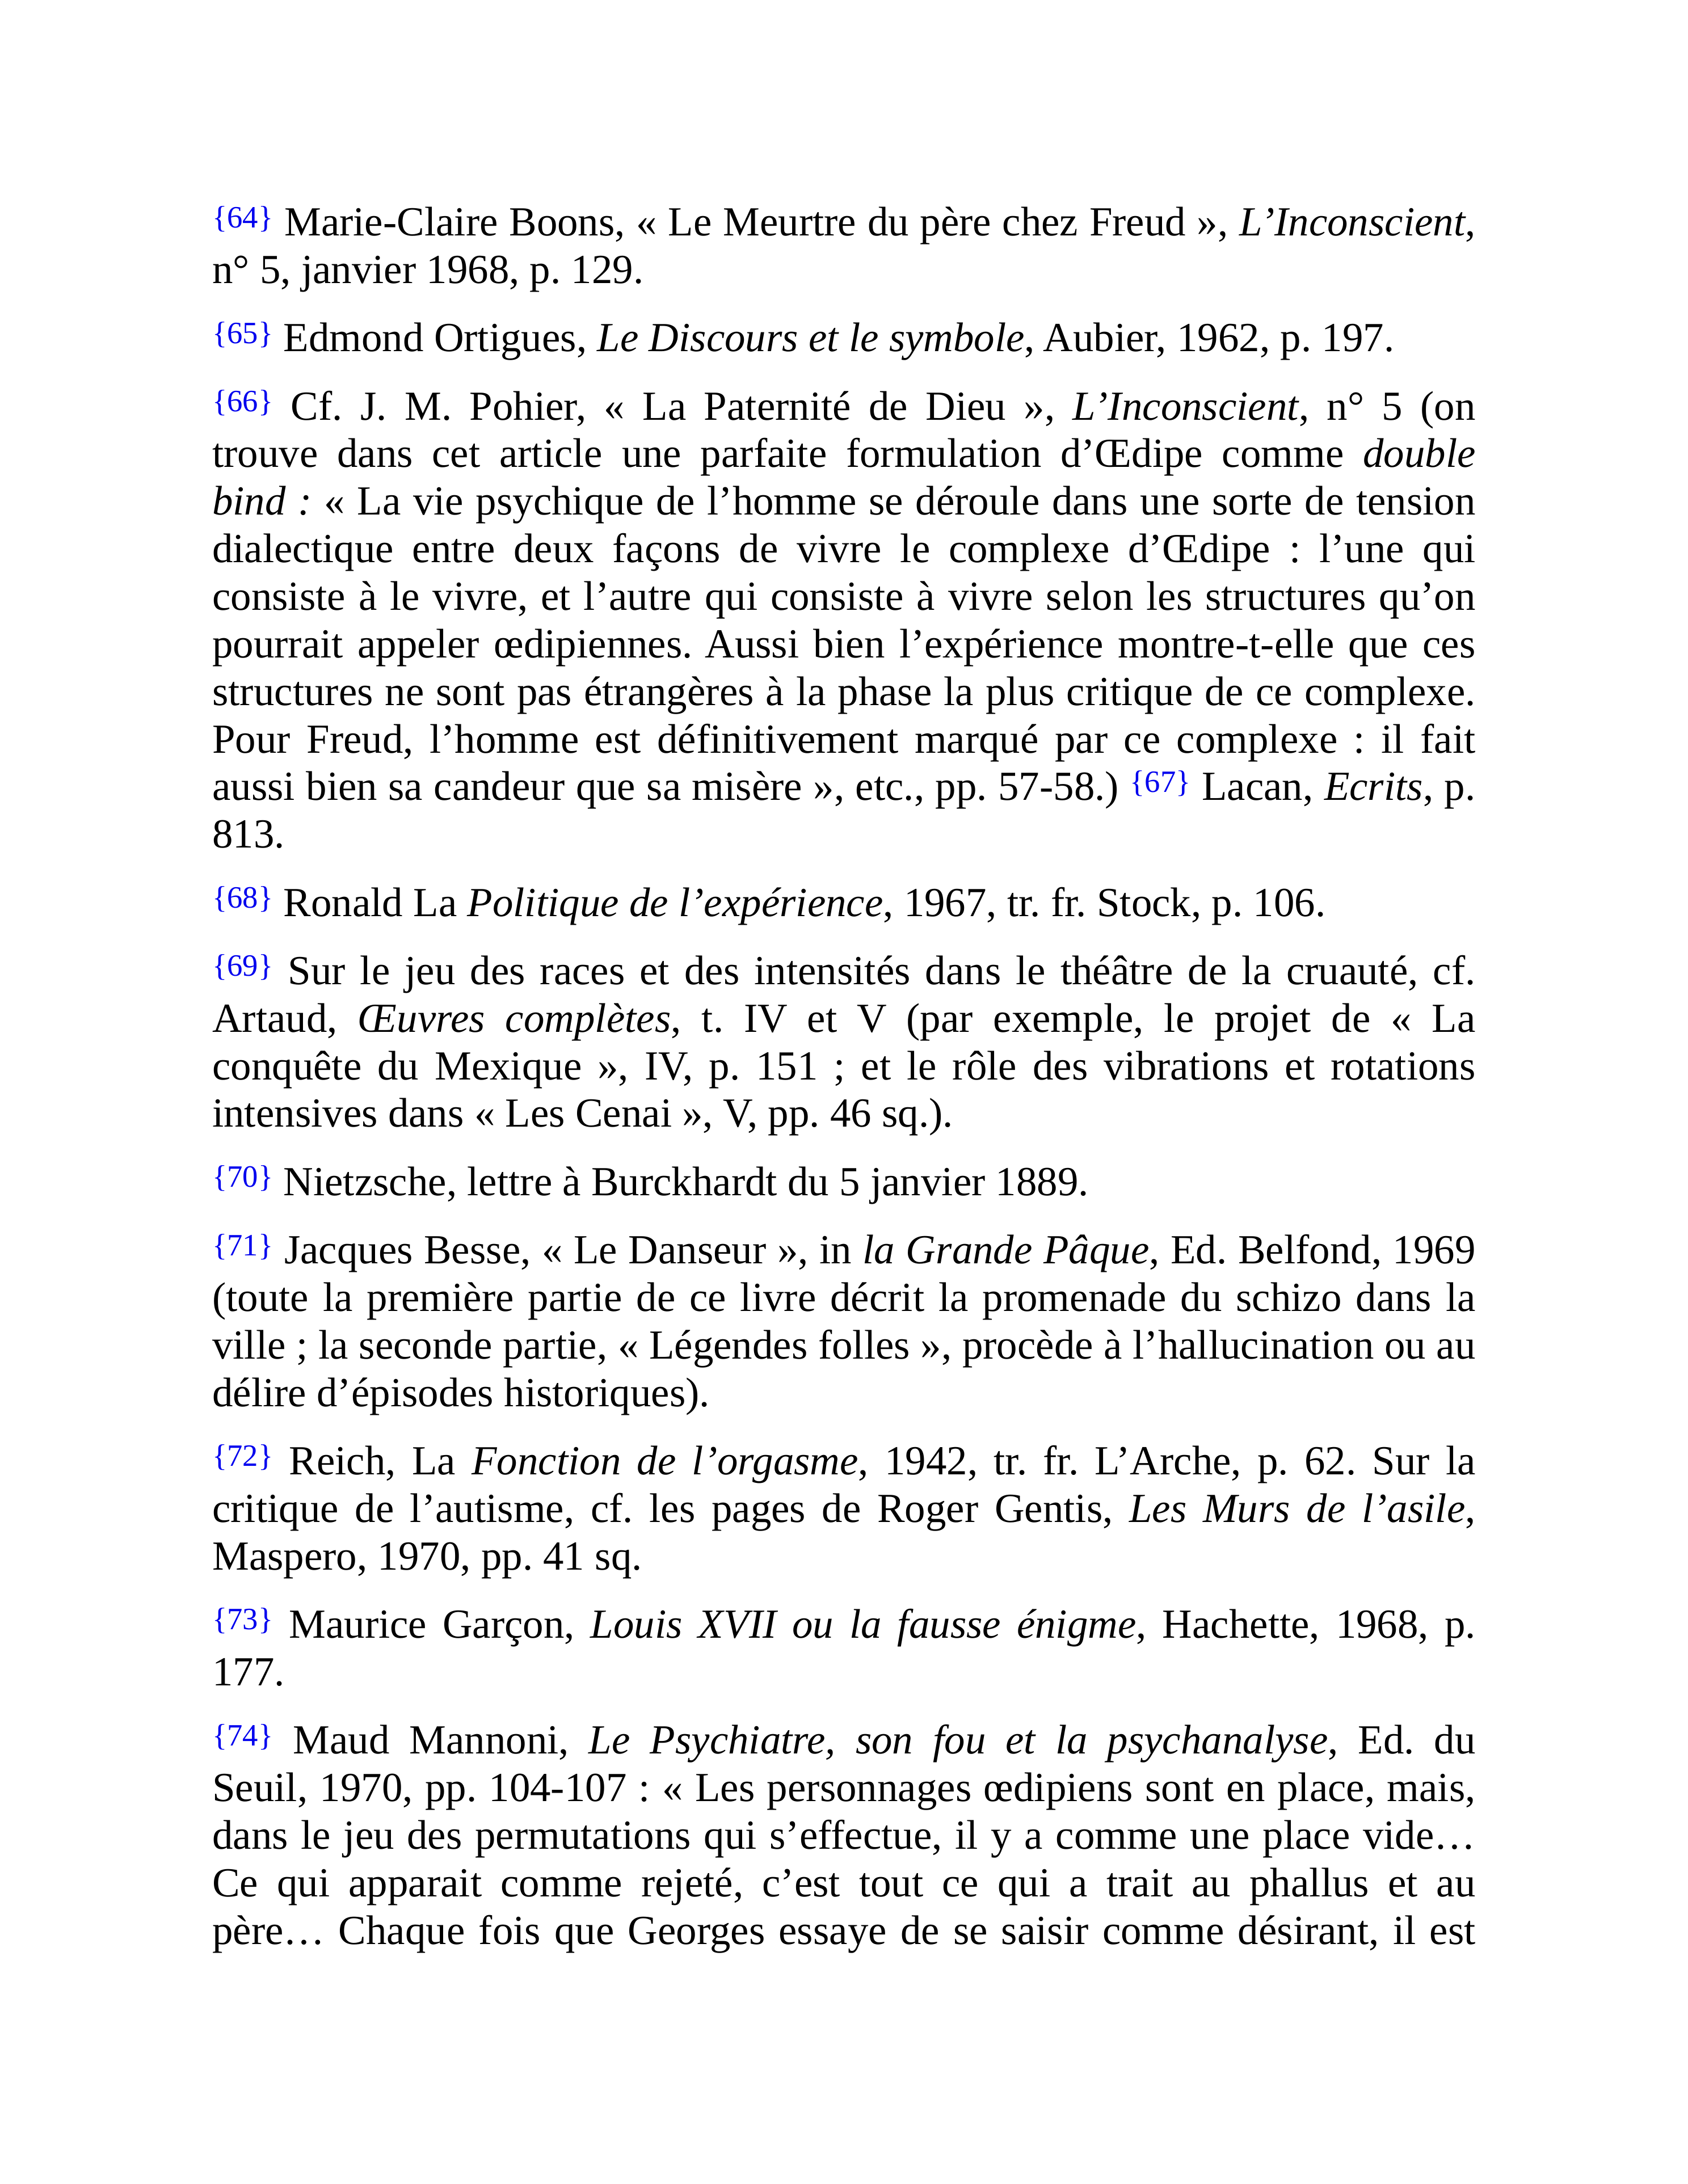 {64} Marie-Claire Boons, « Le Meurtre du père chez Freud », L’Inconscient,
n° 5, janvier 1968, p. 129.
{65} Edmond Ortigues, Le Discours et le symbole, Aubier, 1962, p. 197.
{66} Cf. J. M. Pohier, « La Paternité de Dieu », L’Inconscient, n° 5 (on
trouve dans cet article une parfaite formulation d’Œdipe comme double
bind : « La vie psychique de l’homme se déroule dans une sorte de tension
dialectique entre deux façons de vivre le complexe d’Œdipe : l’une qui
consiste à le vivre, et l’autre qui consiste à vivre selon les structures qu’on
pourrait appeler œdipiennes. Aussi bien l’expérience montre-t-elle que ces
structures ne sont pas étrangères à la phase la plus critique de ce complexe.
Pour Freud, l’homme est définitivement marqué par ce complexe : il fait
aussi bien sa candeur que sa misère », etc., pp. 57-58.) {67} Lacan, Ecrits, p.
813.
{68} Ronald La Politique de l’expérience, 1967, tr. fr. Stock, p. 106.
{69} Sur le jeu des races et des intensités dans le théâtre de la cruauté, cf.
Artaud, Œuvres complètes, t. IV et V (par exemple, le projet de « La
conquête du Mexique », IV, p. 151 ; et le rôle des vibrations et rotations
intensives dans « Les Cenai », V, pp. 46 sq.).
{70} Nietzsche, lettre à Burckhardt du 5 janvier 1889.
{71} Jacques Besse, « Le Danseur », in la Grande Pâque, Ed. Belfond, 1969
(toute la première partie de ce livre décrit la promenade du schizo dans la
ville ; la seconde partie, « Légendes folles », procède à l’hallucination ou au
délire d’épisodes historiques).
{72} Reich, La Fonction de l’orgasme, 1942, tr. fr. L’Arche, p. 62. Sur la
critique de l’autisme, cf. les pages de Roger Gentis, Les Murs de l’asile,
Maspero, 1970, pp. 41 sq.
{73} Maurice Garçon, Louis XVII ou la fausse énigme, Hachette, 1968, p.
177.
{74} Maud Mannoni, Le Psychiatre, son fou et la psychanalyse, Ed. du
Seuil, 1970, pp. 104-107 : « Les personnages œdipiens sont en place, mais,
dans le jeu des permutations qui s’effectue, il y a comme une place vide…
Ce qui apparait comme rejeté, c’est tout ce qui a trait au phallus et au
père… Chaque fois que Georges essaye de se saisir comme désirant, il est